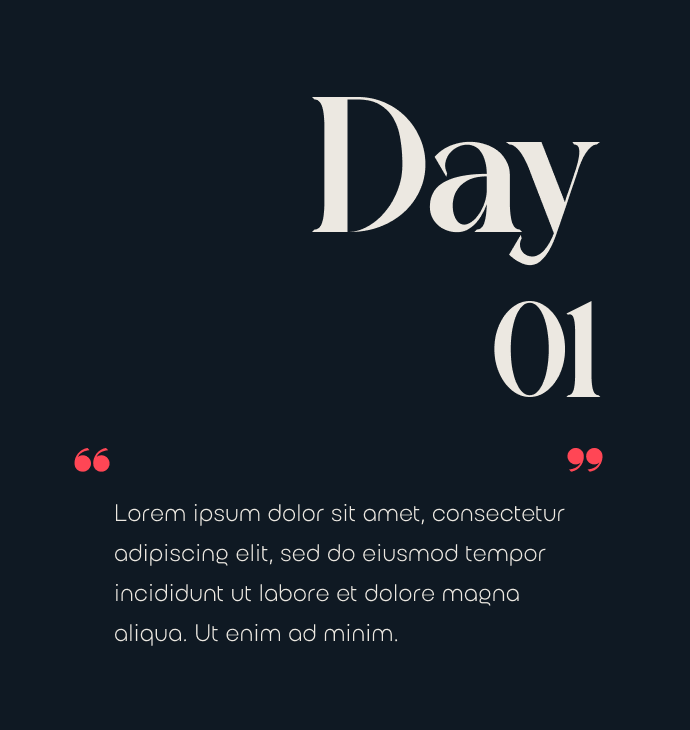 Day
01
❝ ❞
Lorem ipsum dolor sit amet, consectetur
adipiscing elit, sed do eiusmod tempor
incididunt ut labore et dolore magna
aliqua. Ut enim ad minim.